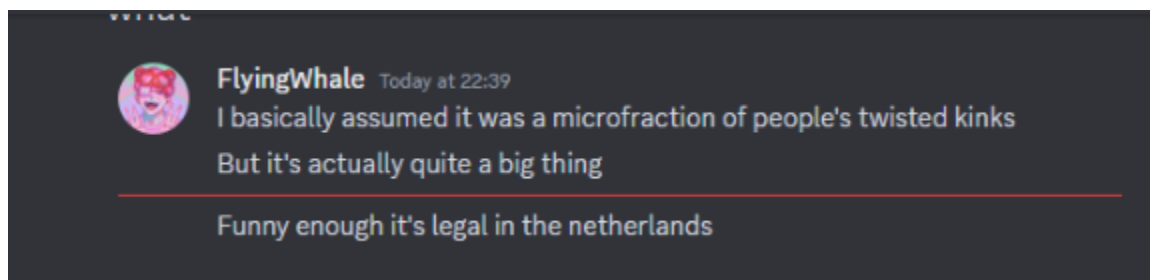 what
FlyingWhale Today at 22:39
I basically assumed it was a microfraction of people's twisted kinks
But it's actually quite a big thing
Funny enough it's legal in the netherlands